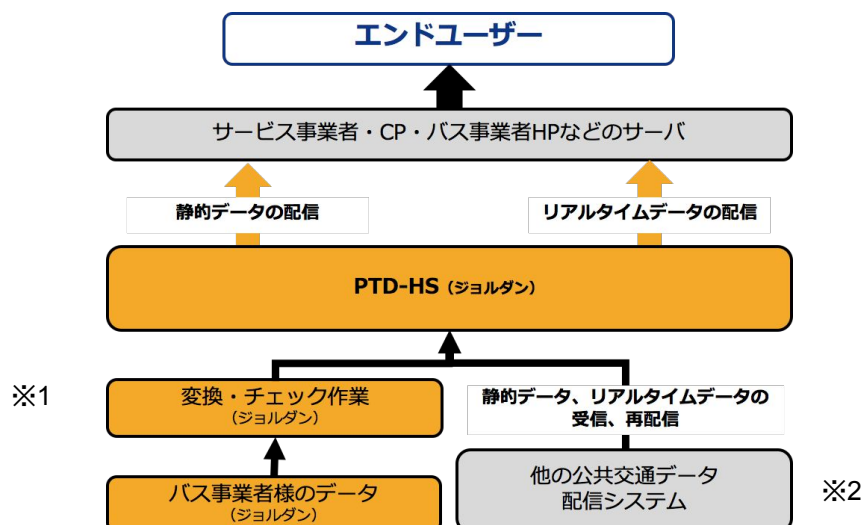 エンドユーザー
サービス事業者・CP・バス事業者HPなどのサーバ
静的データの配信
リアルタイムデータの配信
PTD-HS（ジョルダン）
※1
変換・チェック作業
（ジョルダン）
静的データ、リアルタイムデータの
受信、再配信
バス事業者様のデータ
（ジョルダン）
他の公共交通データ
配信システム
※2